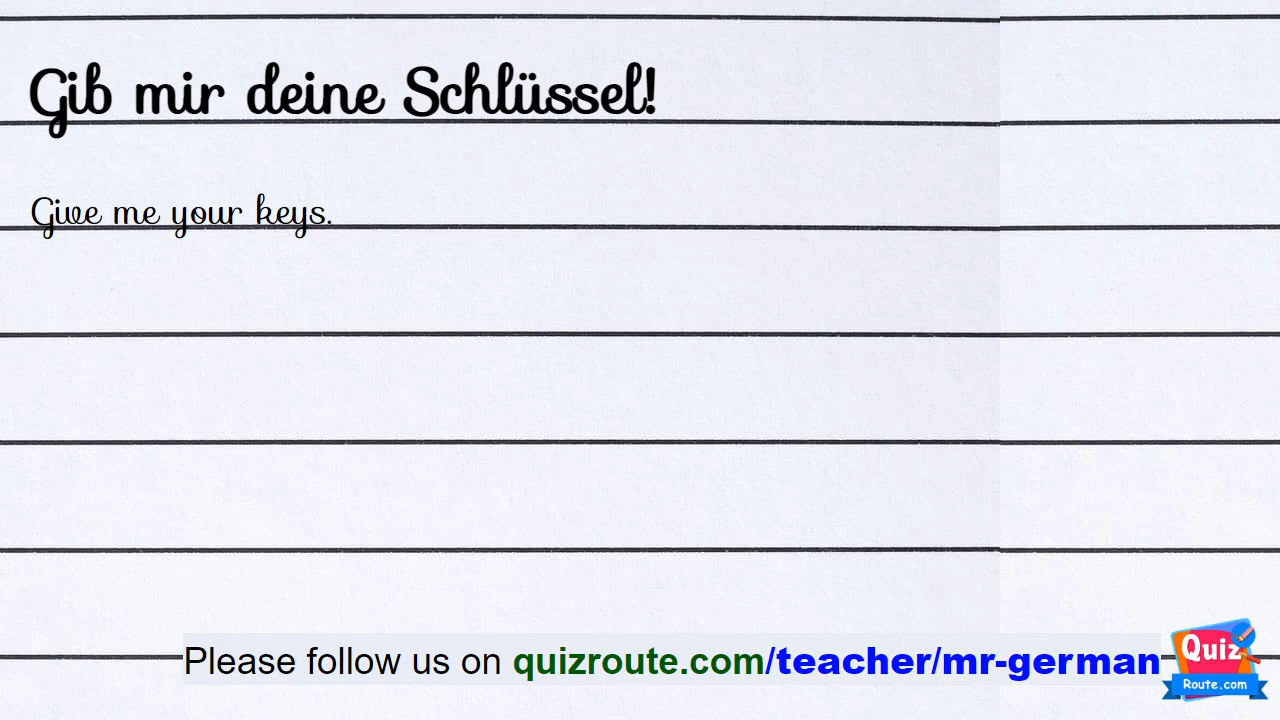 Gib mir deine Schlüssel!
Give me your keys.
Please follow us on quizroute.com/teacher/mr-german
Quiz
Route.com